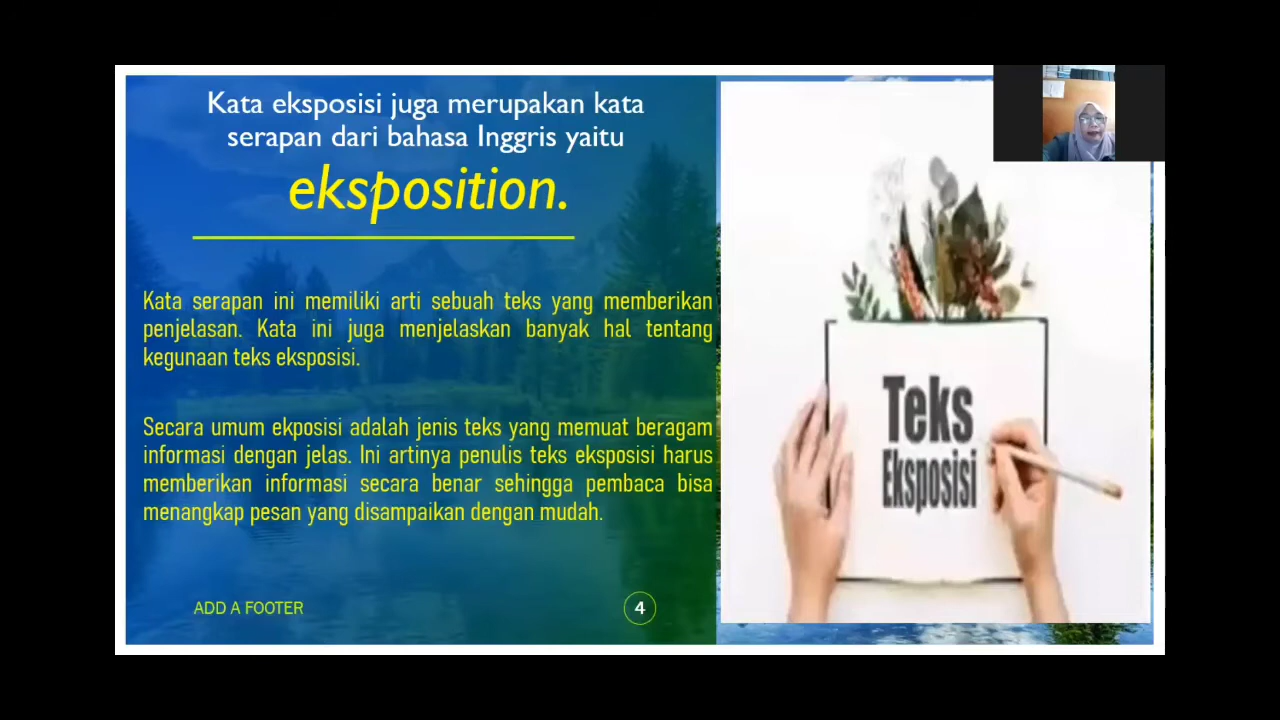 Kata eksposisi juga merupakan kata
serapan dari bahasa Inggris yaitu
eksposition.
Kata serapan ini memiliki arti sebuah teks yang memberikan
penjelasan. Kata ini juga menjelaskan banyak hal tentang
kegunaan teks eksposisi.
Secara umum ekposisi adalah jenis teks yang memuat beragam
informasi dengan jelas. Ini artinya penulis teks eksposisi harus
memberikan informasi secara benar sehingga pembaca bisa
menangkap pesan yang disampaikan dengan mudah.
ADD A FOOTER
4
Teks
Eksposisi